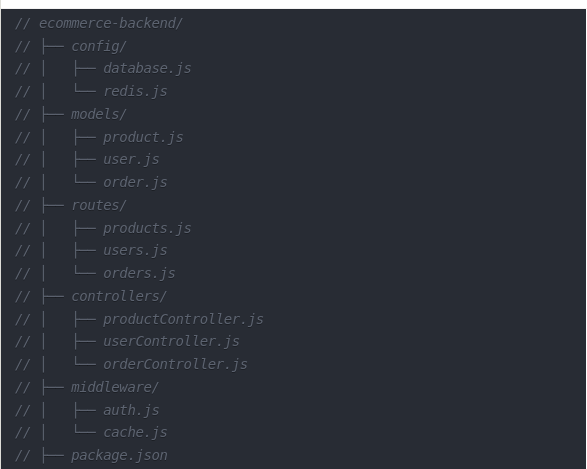 // ecommerce-backend/
// ├── config/
// │   ├── database.js
// │   └── redis.js
// ├── models/
// │   ├── product.js
// │   ├── user.js
// │   └── order.js
// ├── routes/
// │   ├── products.js
// │   ├── users.js
// │   └── orders.js
// ├── controllers/
// │   ├── productController.js
// │   ├── userController.js
// │   └── orderController.js
// ├── middleware/
// │   ├── auth.js
// │   └── cache.js
// ├── package.json